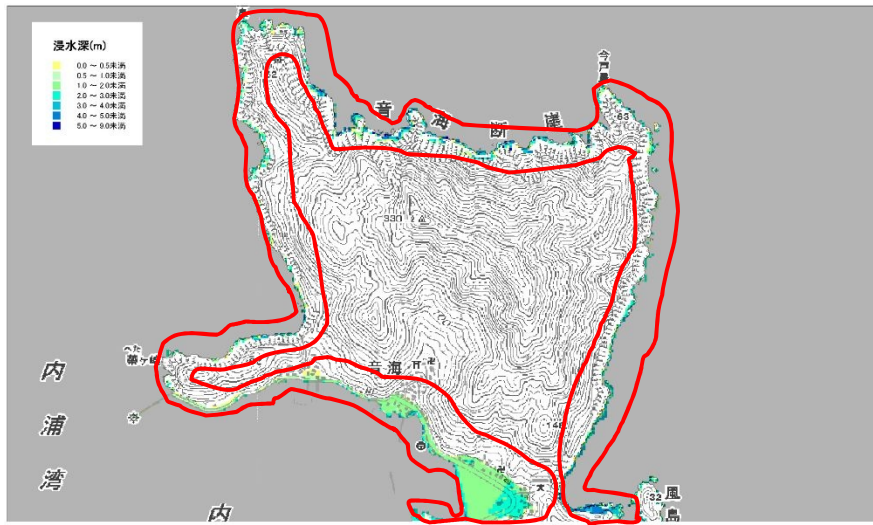 浸水深(m)
0.0 ～ 0.5未満
0.5 ～ 1.0未満
1.0 ～ 2.0未満
2.0 ～ 3.0未満
3.0 ～ 4.0未満
4.0 ～ 5.0未満
5.0 ～ 9.0未満
今戸鼻
音海断崖
63
330
音海
内浦湾
148
32
風島
内